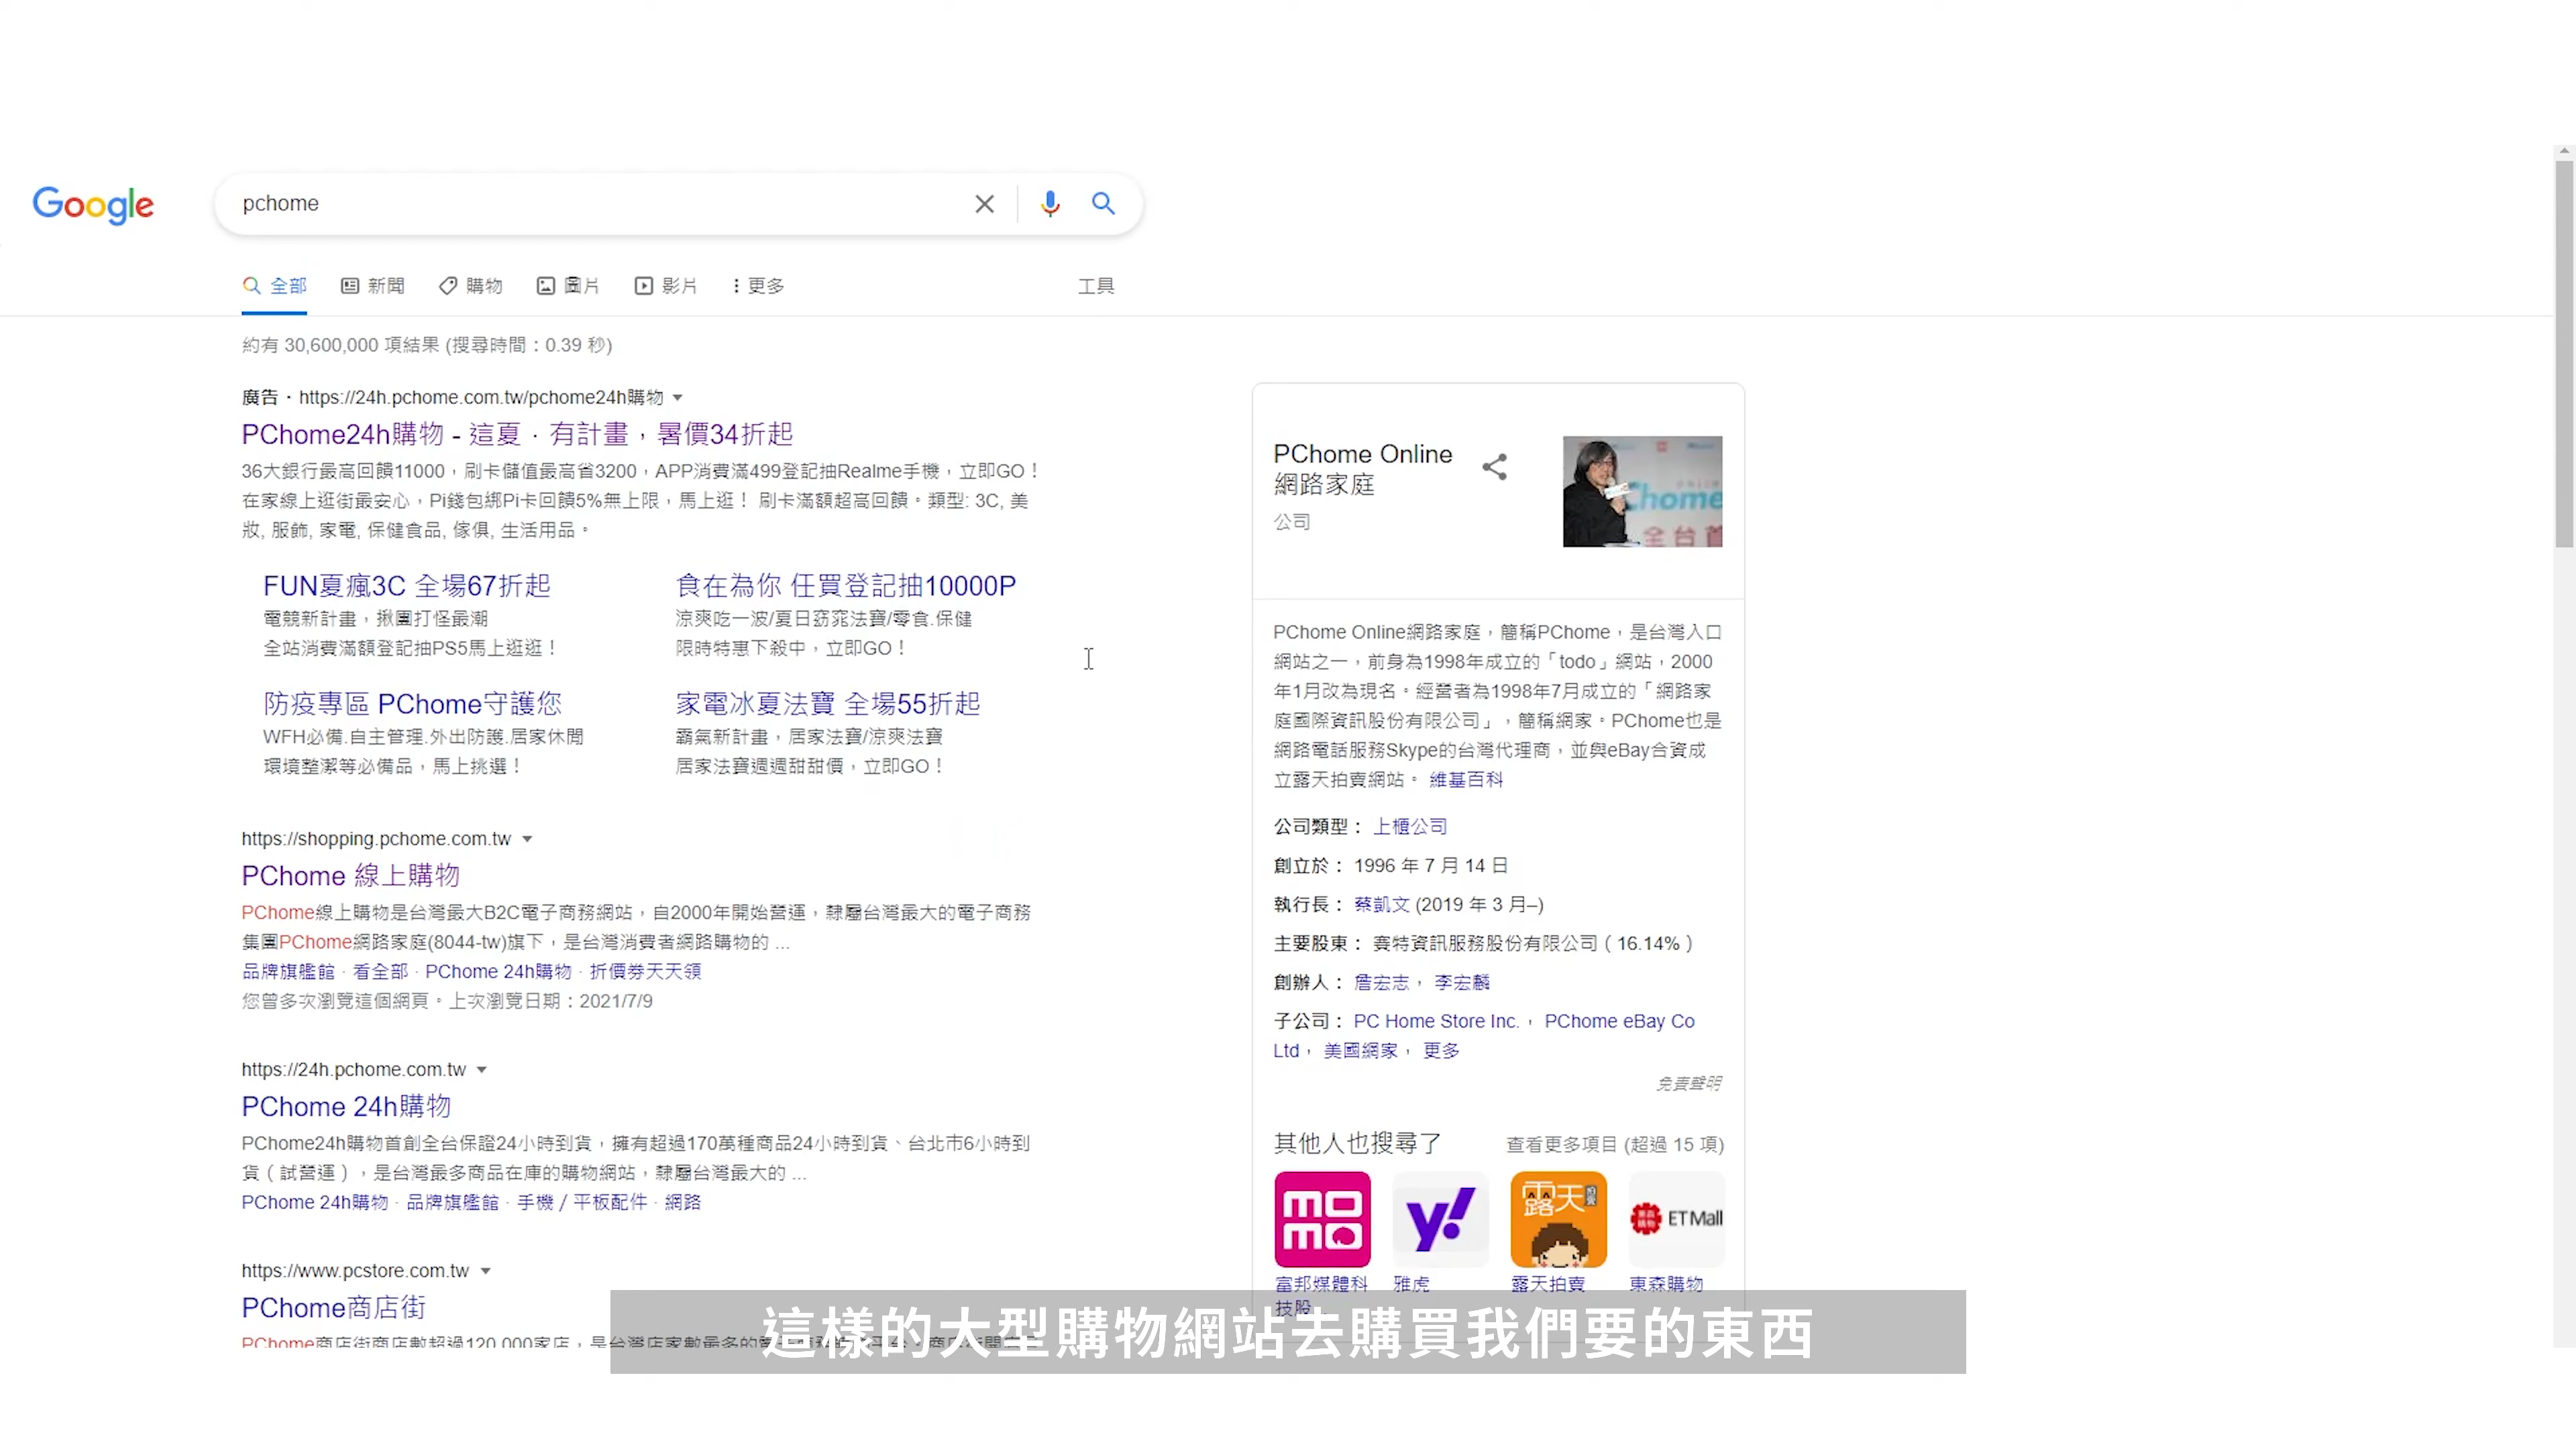 Google
pchome
全部 新聞 購物 圖片 影片 更多 工具
約有 30,600,000 項結果 (搜尋時間：0.39 秒)
廣告 · https://24h.pchome.com.tw/pchome24h購物
PChome24h購物 - 這夏．有計畫，暑價34折起
36大銀行最高回饋11000，刷卡儲值最高省3200，APP消費滿499登記抽Realme手機，立即GO！
在家線上逛街最安心，Pi錢包綁Pi卡回饋5%無上限，馬上逛！ 刷卡滿額超高回饋。類型: 3C, 美
妝, 服飾, 家電, 保健食品, 傢俱, 生活用品。
FUN夏瘋3C 全場67折起
電競新計畫，揪團打怪最潮
全站消費滿額登記抽PS5馬上逛逛！
食在為你 任買登記抽10000P
涼爽吃一波/夏日窈窕法寶/零食.保健
限時特惠下殺中，立即GO！
防疫專區 PChome守護您
WFH必備.自主管理.外出防護.居家休閒
環境整潔等必備品，馬上挑選！
家電冰夏法寶 全場55折起
霸氣新計畫，居家法寶/涼爽法寶
居家法寶週週甜甜價，立即GO！
https://shopping.pchome.com.tw
PChome 線上購物
PChome線上購物是台灣最大B2C電子商務網站，自2000年開始營運，隸屬台灣最大的電子商務
集團PChome網路家庭(8044-tw)旗下，是台灣消費者網路購物的 ...
品牌旗艦館 · 看全部 · PChome 24h購物 · 折價券天天領
您曾多次瀏覽這個網頁。上次瀏覽日期：2021/7/9
https://24h.pchome.com.tw
PChome 24h購物
PChome24h購物首創全台保證24小時到貨，擁有超過170萬種商品24小時到貨、台北市6小時到
貨（試營運），是台灣最多商品在庫的購物網站，隸屬台灣最大的 ...
PChome 24h購物 · 品牌旗艦館 · 手機 / 平板配件 · 網路
https://www.pcstore.com.tw
PChome商店街
PChome商店街商店數超過120,000家店，是台灣店家數最多的
PChome Online
網路家庭
公司
Chome
全台首
PChome Online網路家庭，簡稱PChome，是台灣入口
網站之一，前身為1998年成立的「todo」網站，2000
年1月改為現名。經營者為1998年7月成立的「網路家
庭國際資訊股份有限公司」，簡稱網家。PChome也是
網路電話服務Skype的台灣代理商，並與eBay合資成
立露天拍賣網站。 維基百科
公司類型： 上櫃公司
創立於： 1996 年 7 月 14 日
執行長： 蔡凱文 (2019 年 3 月–)
主要股東： 賽特資訊服務股份有限公司（16.14%）
創辦人： 詹宏志， 李宏麟
子公司： PC Home Store Inc.， PChome eBay Co
Ltd， 美國網家， 更多
免責聲明
其他人也搜尋了 查看更多項目 (超過 15 項)
momo y! 露天 ETMall
富邦媒體科
技股... 雅虎 露天拍賣 東森購物
這樣的大型購物網站去購買我們要的東西